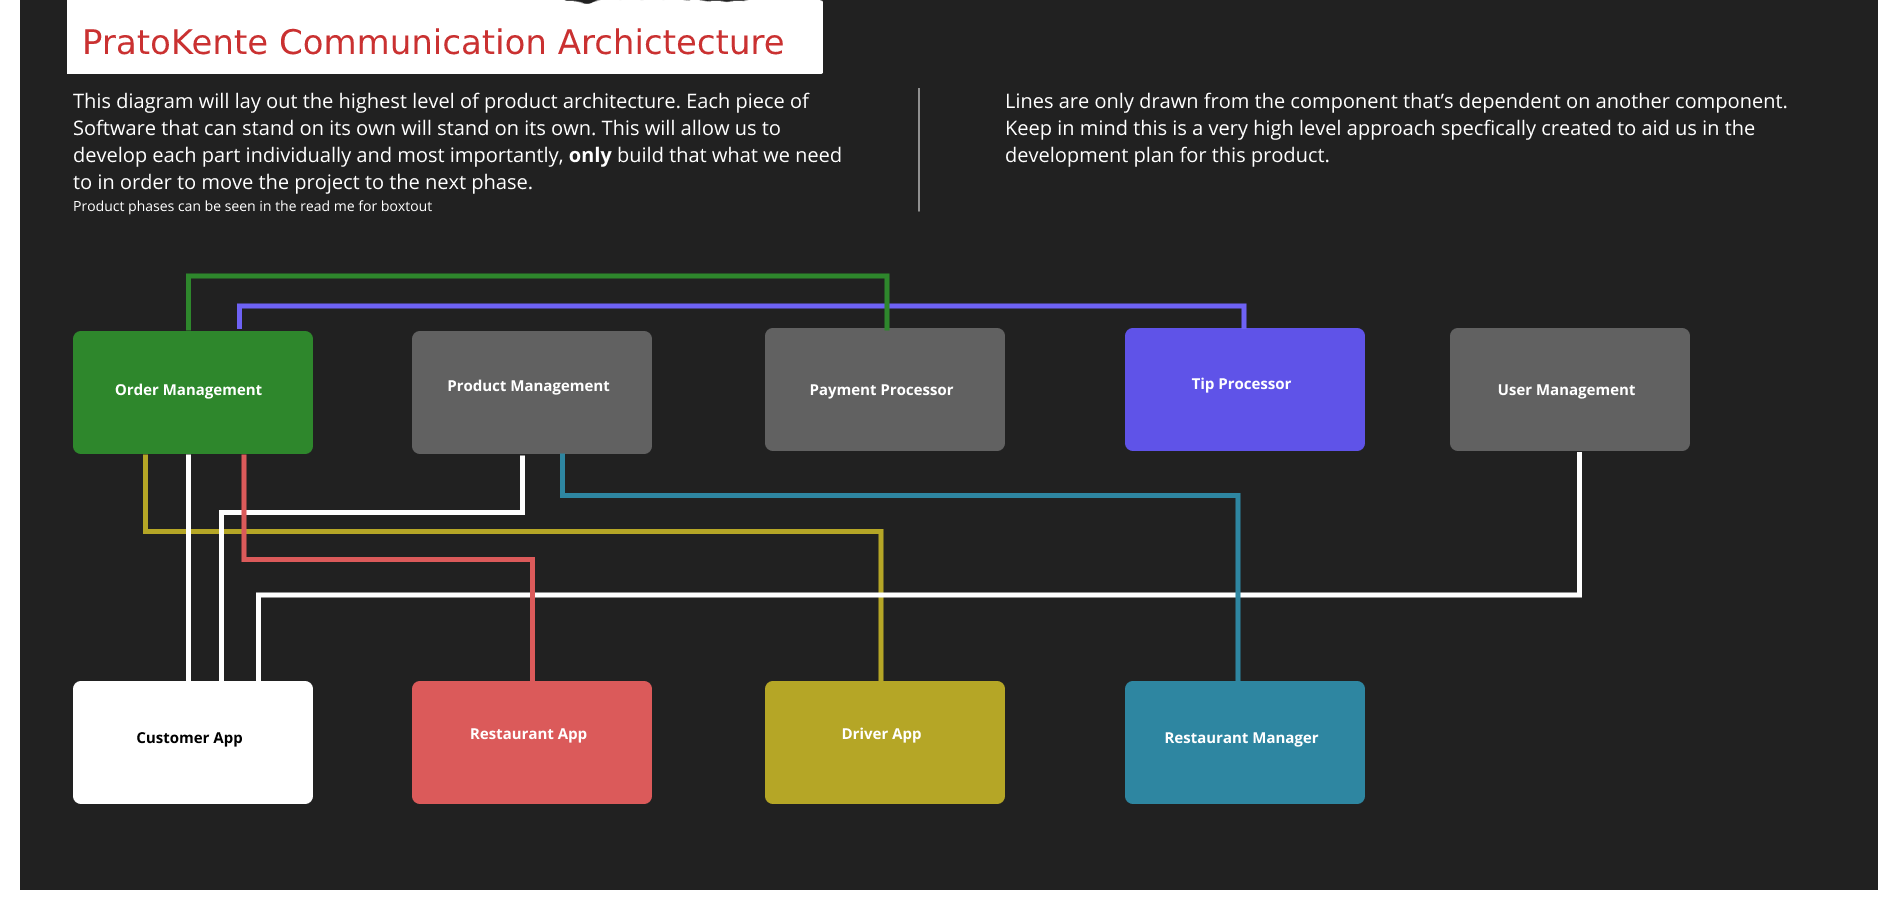 PratoKente Communication Archictecture
This diagram will lay out the highest level of product architecture. Each piece of
Software that can stand on its own will stand on its own. This will allow us to
develop each part individually and most importantly, only build that what we need
to in order to move the project to the next phase.
Product phases can be seen in the read me for boxtout
Lines are only drawn from the component that’s dependent on another component.
Keep in mind this is a very high level approach specfically created to aid us in the
development plan for this product.
Order Management
Product Management
Payment Processor
Tip Processor
User Management
Customer App
Restaurant App
Driver App
Restaurant Manager